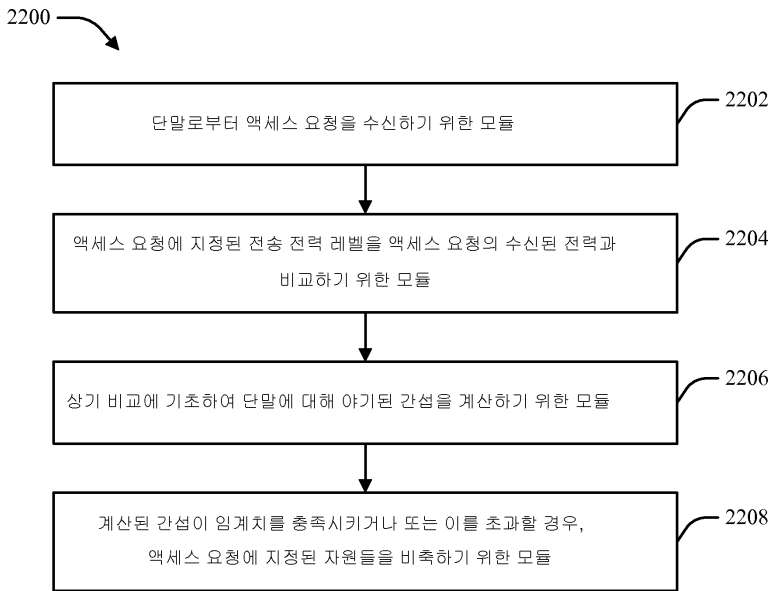 2200
단말로부터 액세스 요청을 수신하기 위한 모듈
2202
액세스 요청에 지정된 전송 전력 레벨을 액세스 요청의 수신된 전력과
비교하기 위한 모듈
2204
상기 비교에 기초하여 단말에 대해 야기된 간섭을 계산하기 위한 모듈
2206
계산된 간섭이 임계치를 충족시키거나 또는 이를 초과할 경우,
액세스 요청에 지정된 자원들을 비축하기 위한 모듈
2208